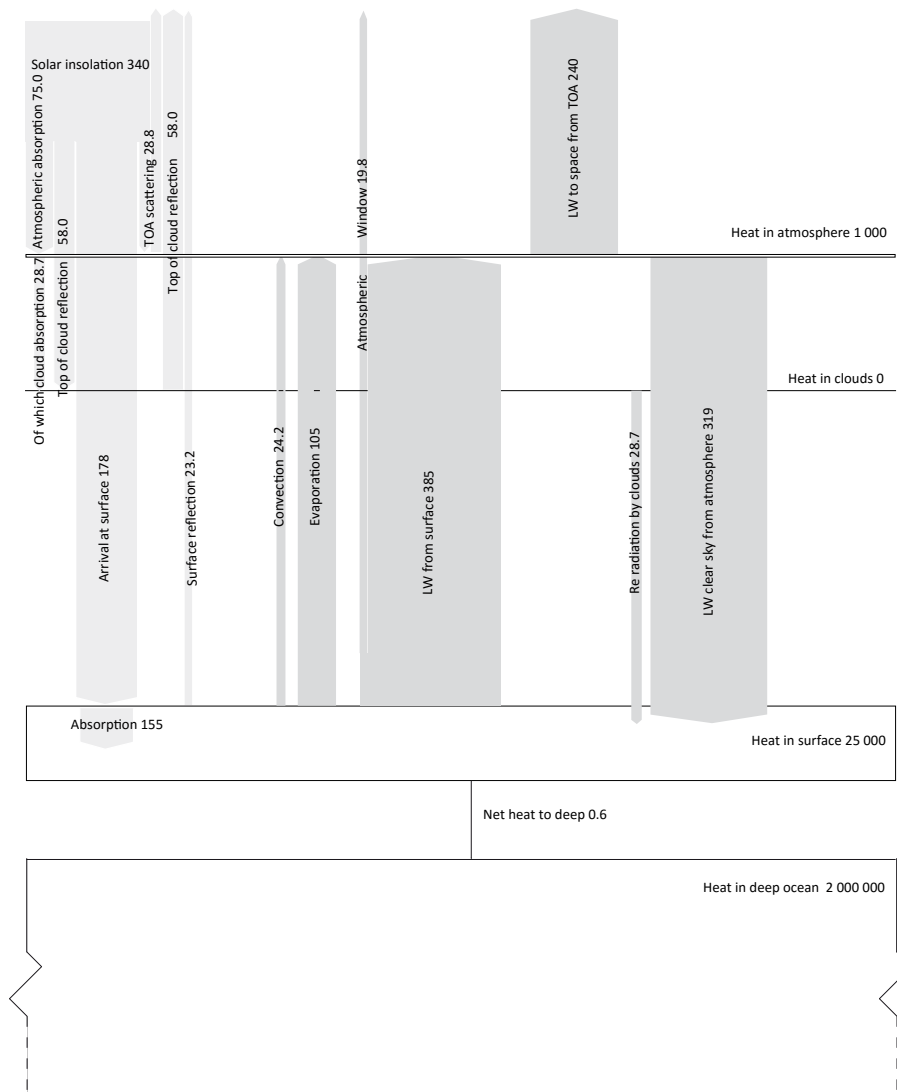 Solar insolation 340
Atmospheric absorption 75.0
Of which cloud absorption 28.7
Top of cloud reflection 58.0
TOA scattering 28.8
Top of cloud reflection 58.0
Arrival at surface 178
Surface reflection 23.2
Convection 24.2
Evaporation 105
Atmospheric Window 19.8
LW from surface 385
LW to space from TOA 240
Re radiation by clouds 28.7
LW clear sky from atmosphere 319
Heat in atmosphere 1 000
Heat in clouds 0
Absorption 155
Heat in surface 25 000
Net heat to deep 0.6
Heat in deep ocean 2 000 000